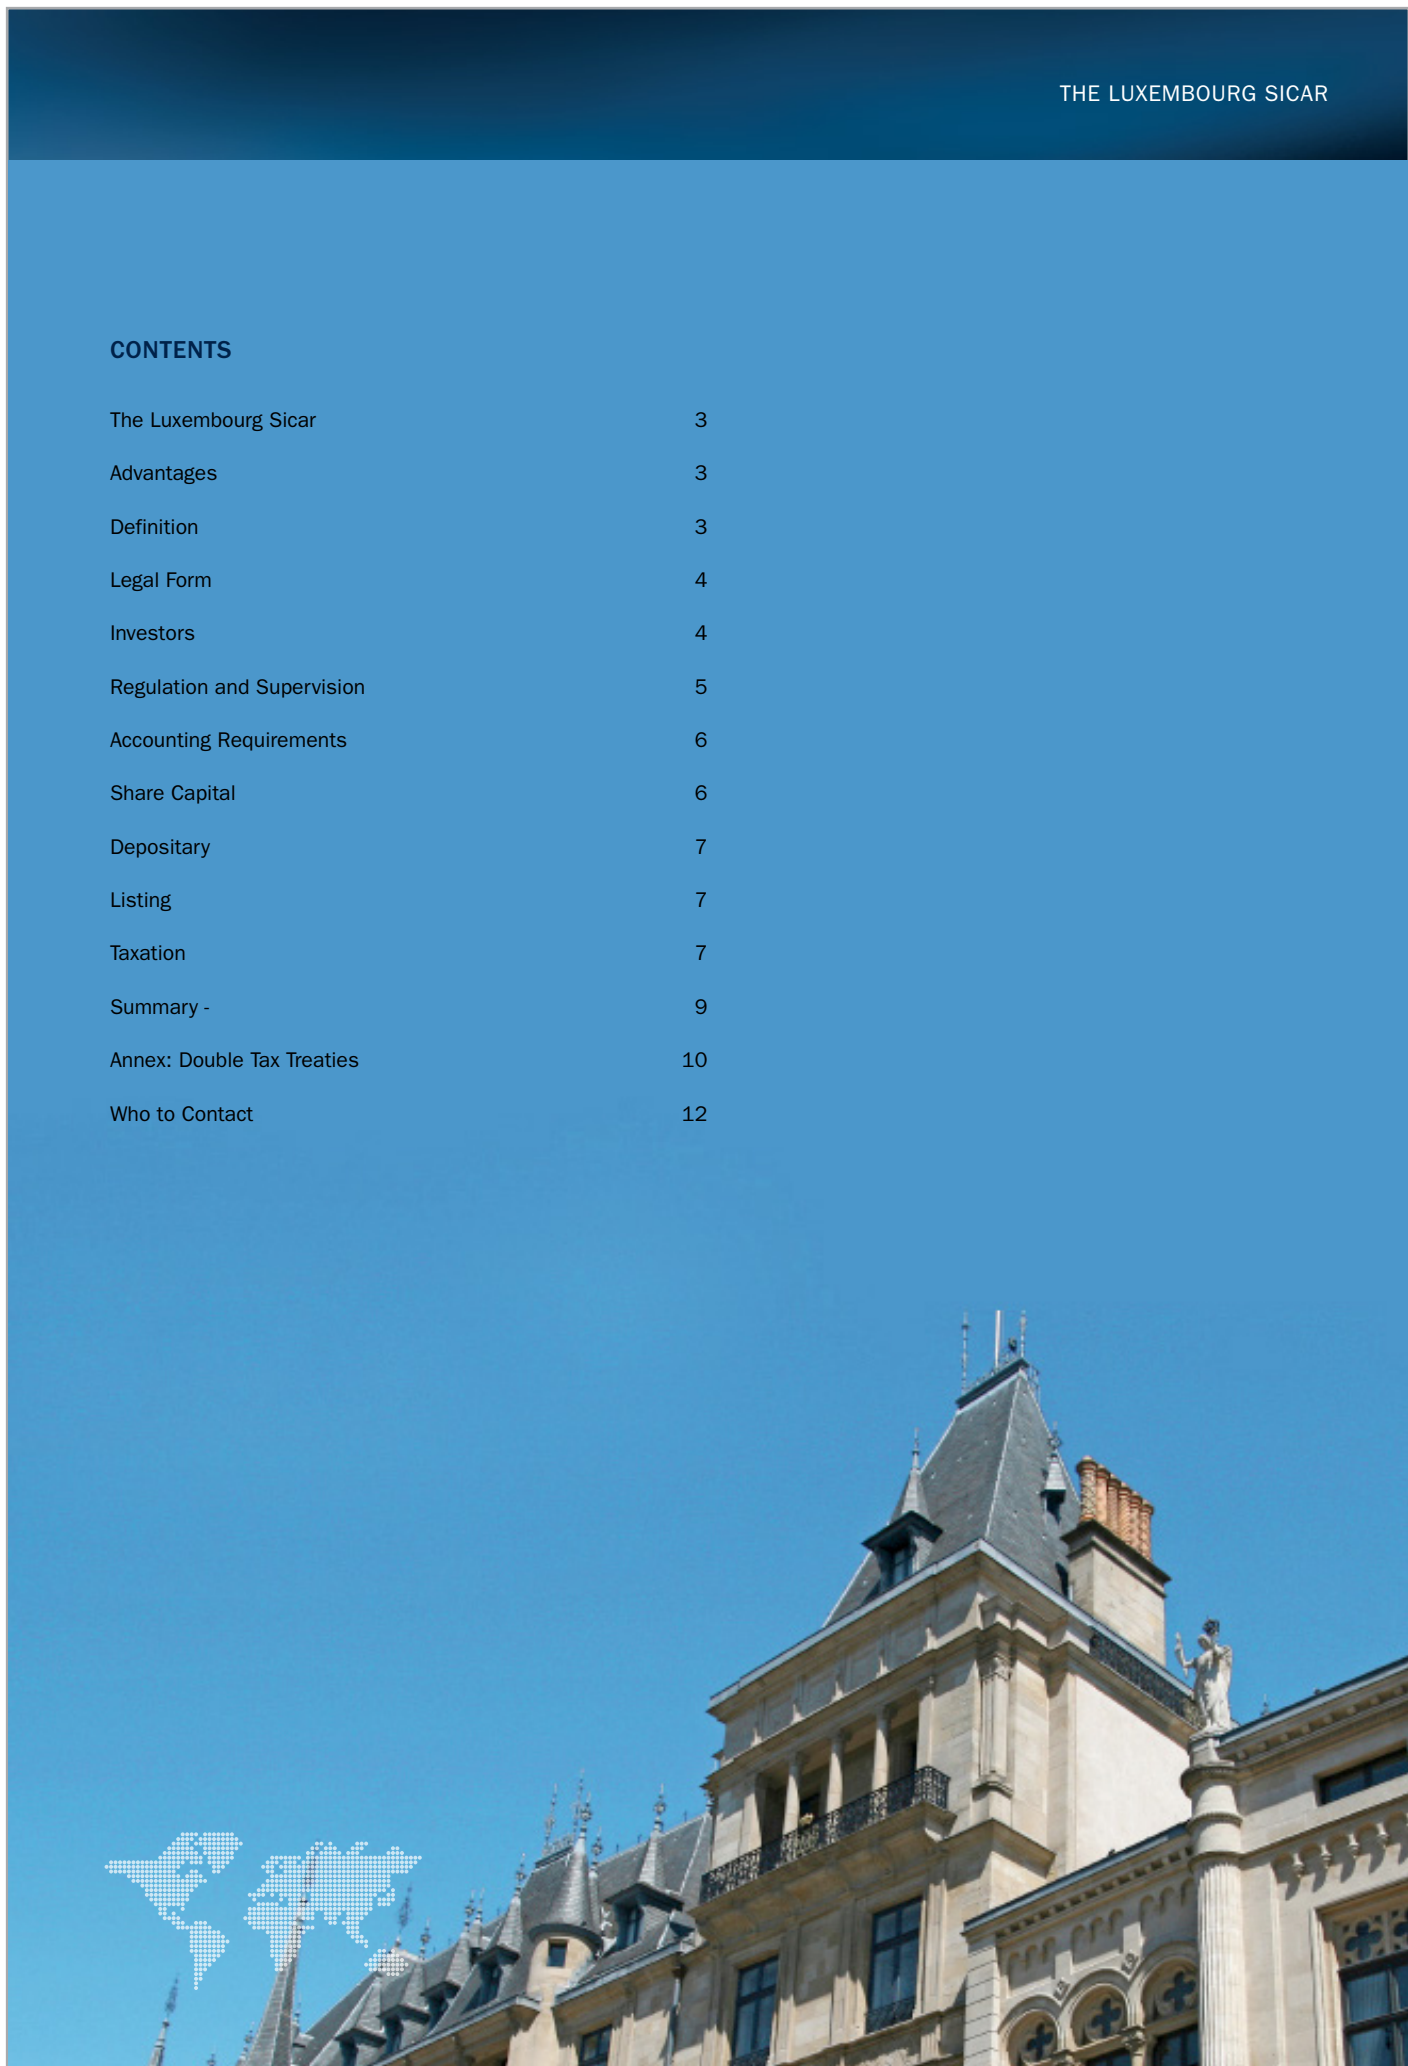 THE LUXEMBOURG SICAR
CONTENTS
The Luxembourg Sicar 3
Advantages 3
Definition 3
Legal Form 4
Investors 4
Regulation and Supervision 5
Accounting Requirements 6
Share Capital 6
Depositary 7
Listing 7
Taxation 7
Summary - 9
Annex: Double Tax Treaties 10
Who to Contact 12